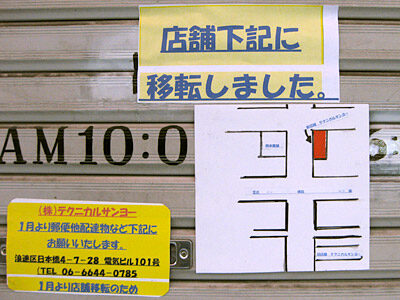 店舗下記に
移転しました。
AM10:0
(株)テクニカルサンヨー
1月より郵便他配達物など下記に
お願いいたします。
浪速区日本橋4-7-28 電気ビル101号
(TEL 06-6644-0785
1月より店舗移転のため